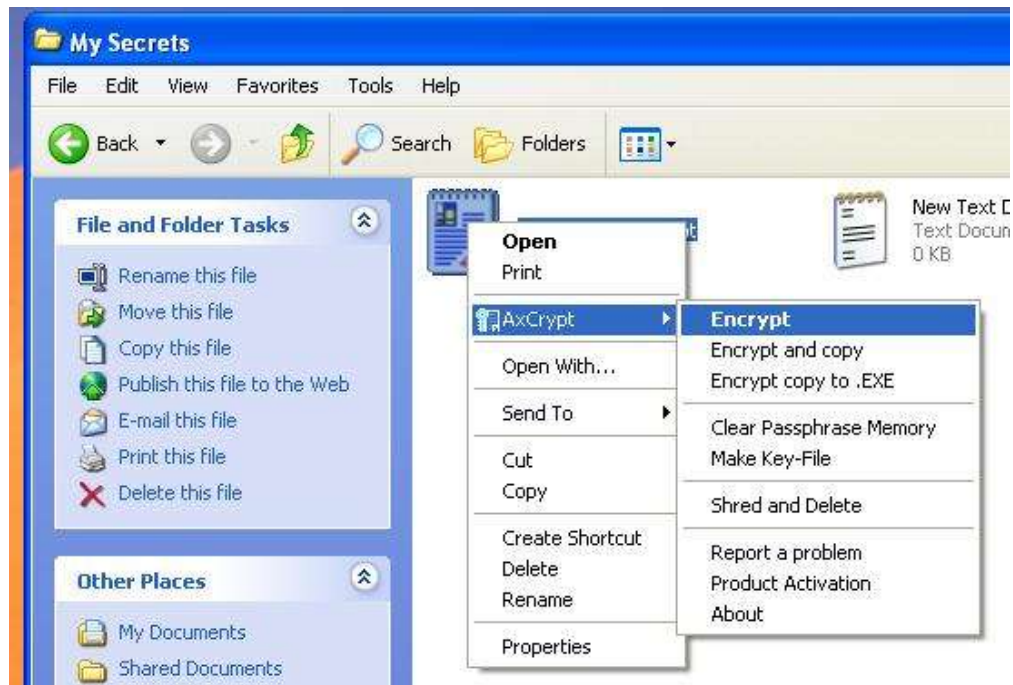 My Secrets
File Edit View Favorites Tools Help
Back Search Folders
File and Folder Tasks
Rename this file
Move this file
Copy this file
Publish this file to the Web
E-mail this file
Print this file
Delete this file
Other Places
My Documents
Shared Documents
New Text
Text
0 KB
Open
Print
AxCrypt
Open With...
Send To
Cut
Copy
Create Shortcut
Delete
Rename
Properties
Encrypt
Encrypt and copy
Encrypt copy to .EXE
Clear Passphrase Memory
Make Key-File
Shred and Delete
Report a problem
Product Activation
About